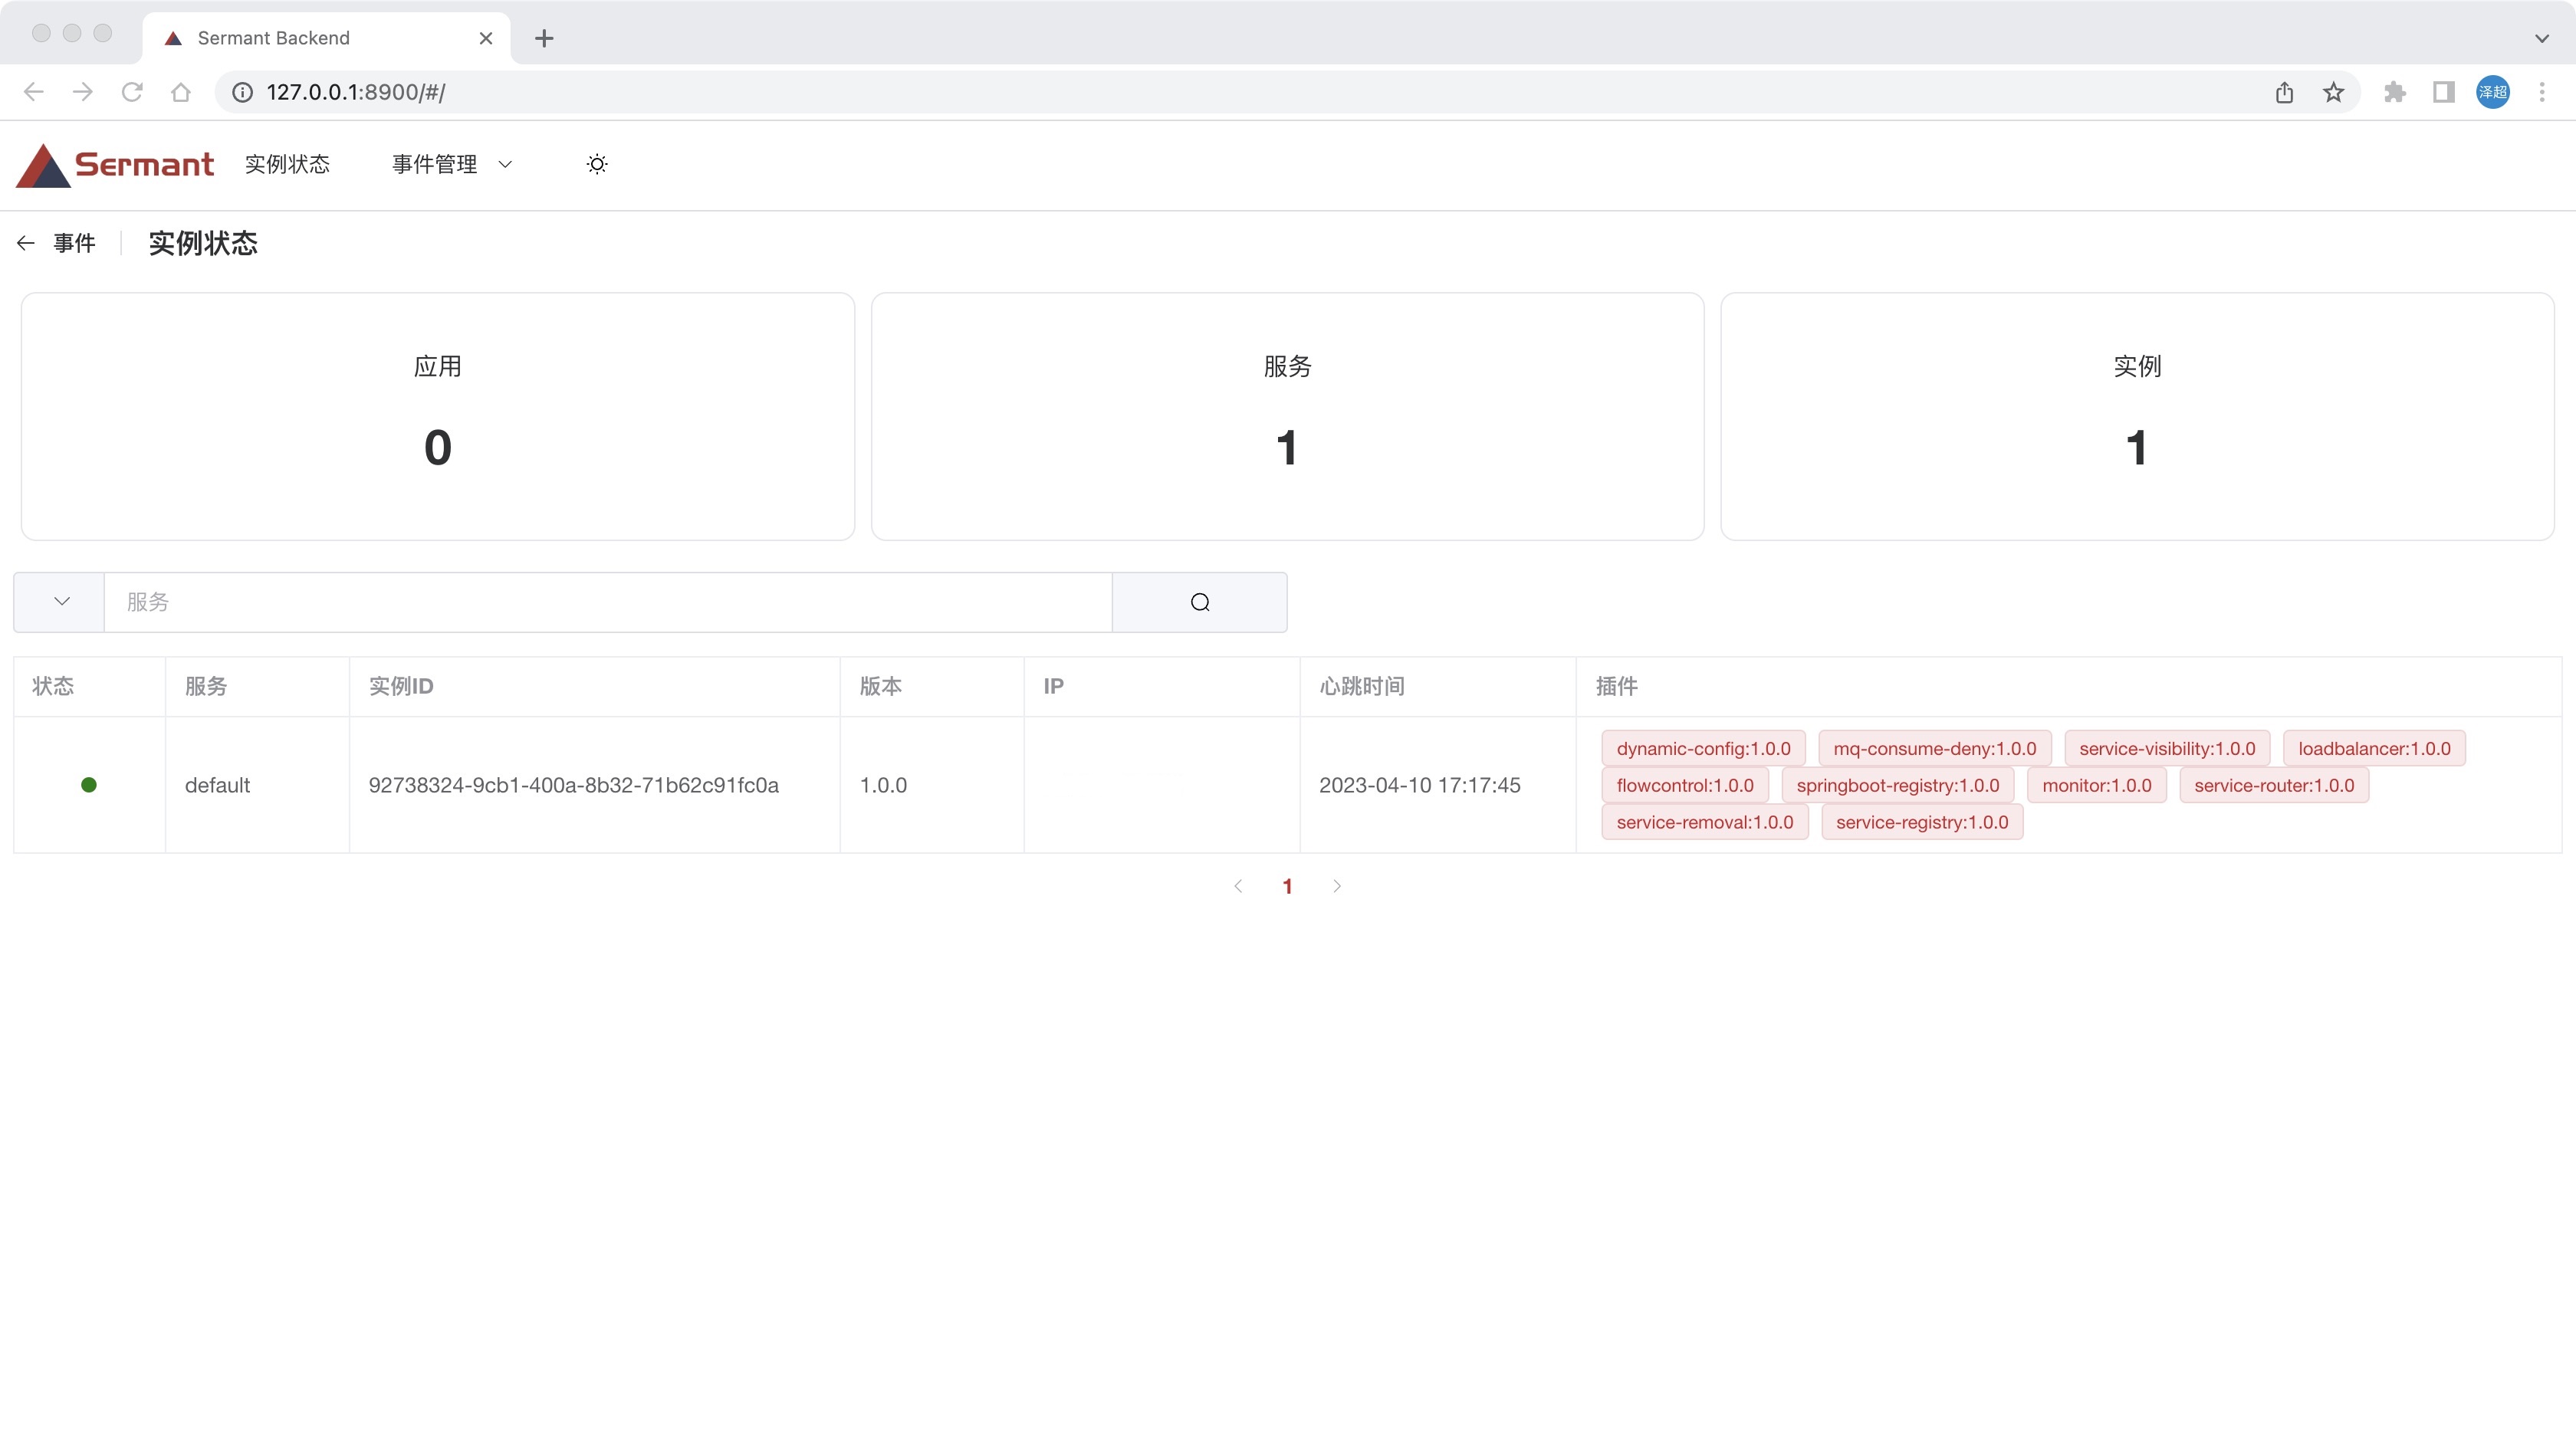 Sermant Backend
127.0.0.1:8900/#/
泽超
Sermant 实例状态 事件管理
事件 实例状态
应用 服务 实例
0 1 1
服务
状态 服务 实例ID 版本 IP 心跳时间 插件
dynamic-config:1.0.0 mq-consume-deny:1.0.0 service-visibility:1.0.0 loadbalancer:1.0.0
default 92738324-9cb1-400a-8b32-71b62c91fc0a 1.0.0 2023-04-10 17:17:45 flowcontrol:1.0.0 springboot-registry:1.0.0 monitor:1.0.0 service-router:1.0.0
service-removal:1.0.0 service-registry:1.0.0
1